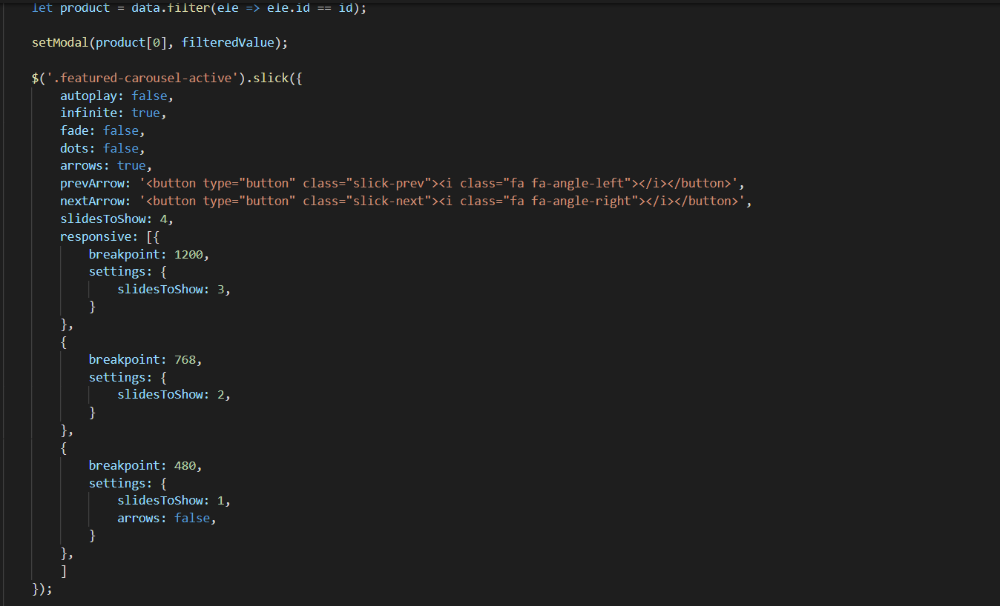 let product = data.filter(ele => ele.id == id);
setModal(product[0], filteredValue);
$('.featured-carousel-active').slick({
autoplay: false,
infinite: true,
fade: false,
dots: false,
arrows: true,
prevArrow: '<button type="button" class="slick-prev"><i class="fa fa-angle-left"></i></button>',
nextArrow: '<button type="button" class="slick-next"><i class="fa fa-angle-right"></i></button>',
slidesToShow: 4,
responsive: [{
breakpoint: 1200,
settings: {
slidesToShow: 3,
}
},
{
breakpoint: 768,
settings: {
slidesToShow: 2,
}
},
{
breakpoint: 480,
settings: {
slidesToShow: 1,
arrows: false,
}
},
]
});